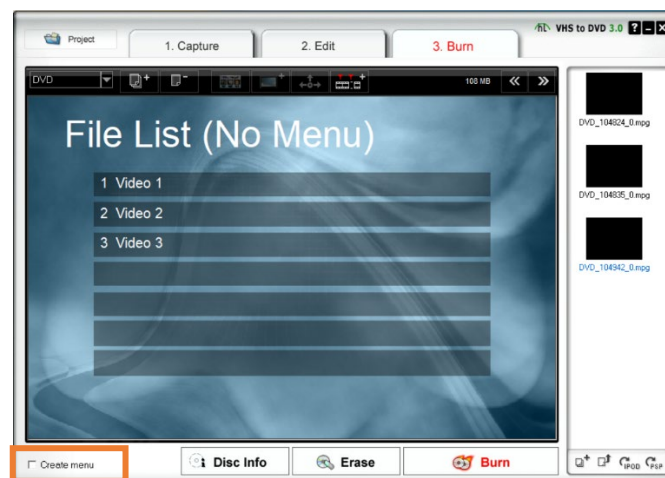 Project
1. Capture
2. Edit
3. Burn
VHS to DVD 3.0 ? - X
DVD
108 MB
File List (No Menu)
1 Video 1
2 Video 2
3 Video 3
DVD_104824_0.mpg
DVD_104835_0.mpg
DVD_104942_0.mpg
Create menu
Disc Info
Erase
Burn
IPOD
PSP